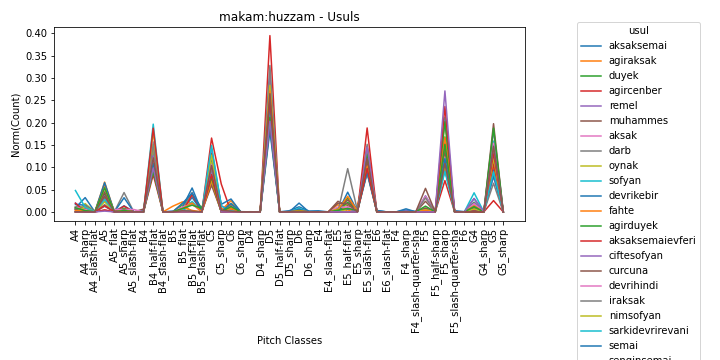 makam:huzzam - Usuls
Norm(Count)
0.40
0.35
0.30
0.25
0.20
0.15
0.10
0.05
0.00
A4
A4_sharp
A4_slash-flat
A5
A5_flat
A5_sharp
A5_slash-flat
B4
B4_half-flat
B4_slash-flat
B5
B5_flat
B5_half-flat
B5_slash-flat
C5
C5_sharp
C6
C6_sharp
D4
D4_sharp
D5
D5_half-flat
D5_sharp
D6
D6_sharp
E4
E4_slash-flat
E5
E5_half-flat
E5_sharp
E5_slash-flat
E6
E6_slash-flat
F4
F4_sharp
F4_slash-quarter-sha
F5
F5_half-sharp
F5_sharp
F5_slash-quarter-sha
F6
G4
G4_sharp
G5
G5_sharp
Pitch Classes
usul
aksaksemai
agiraksak
duyek
agircenber
remel
muhammes
aksak
darb
oynak
sofyan
devrikebir
fahte
agirduyek
aksaksemaievferi
ciftesofyan
curcuna
devrihindi
iraksak
nimsofyan
sarkidevrirevani
semai